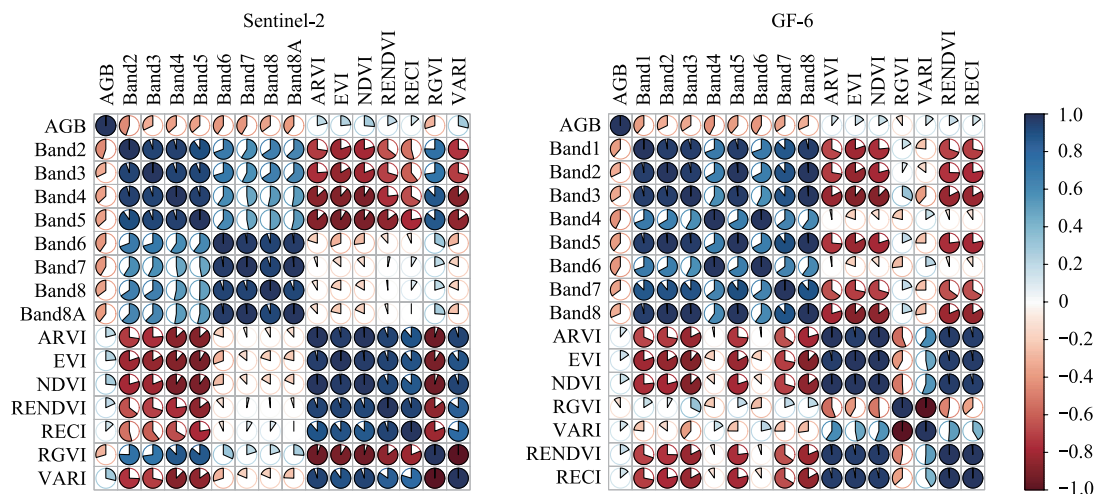 Sentinel-2
GF-6
AGB Band2 Band3 Band4 Band5 Band6 Band7 Band8 Band8A ARVI EVI NDVI RENDVI RECI RGVI VARI
AGB Band1 Band2 Band3 Band4 Band5 Band6 Band7 Band8 ARVI EVI NDVI RGVI VARI RENDVI RECI
AGB
Band2
Band3
Band4
Band5
Band6
Band7
Band8
Band8A
ARVI
EVI
NDVI
RENDVI
RECI
RGVI
VARI
AGB
Band1
Band2
Band3
Band4
Band5
Band6
Band7
Band8
ARVI
EVI
NDVI
RGVI
VARI
RENDVI
RECI
1.0
0.8
0.6
0.4
0.2
0
−0.2
−0.4
−0.6
−0.8
−1.0